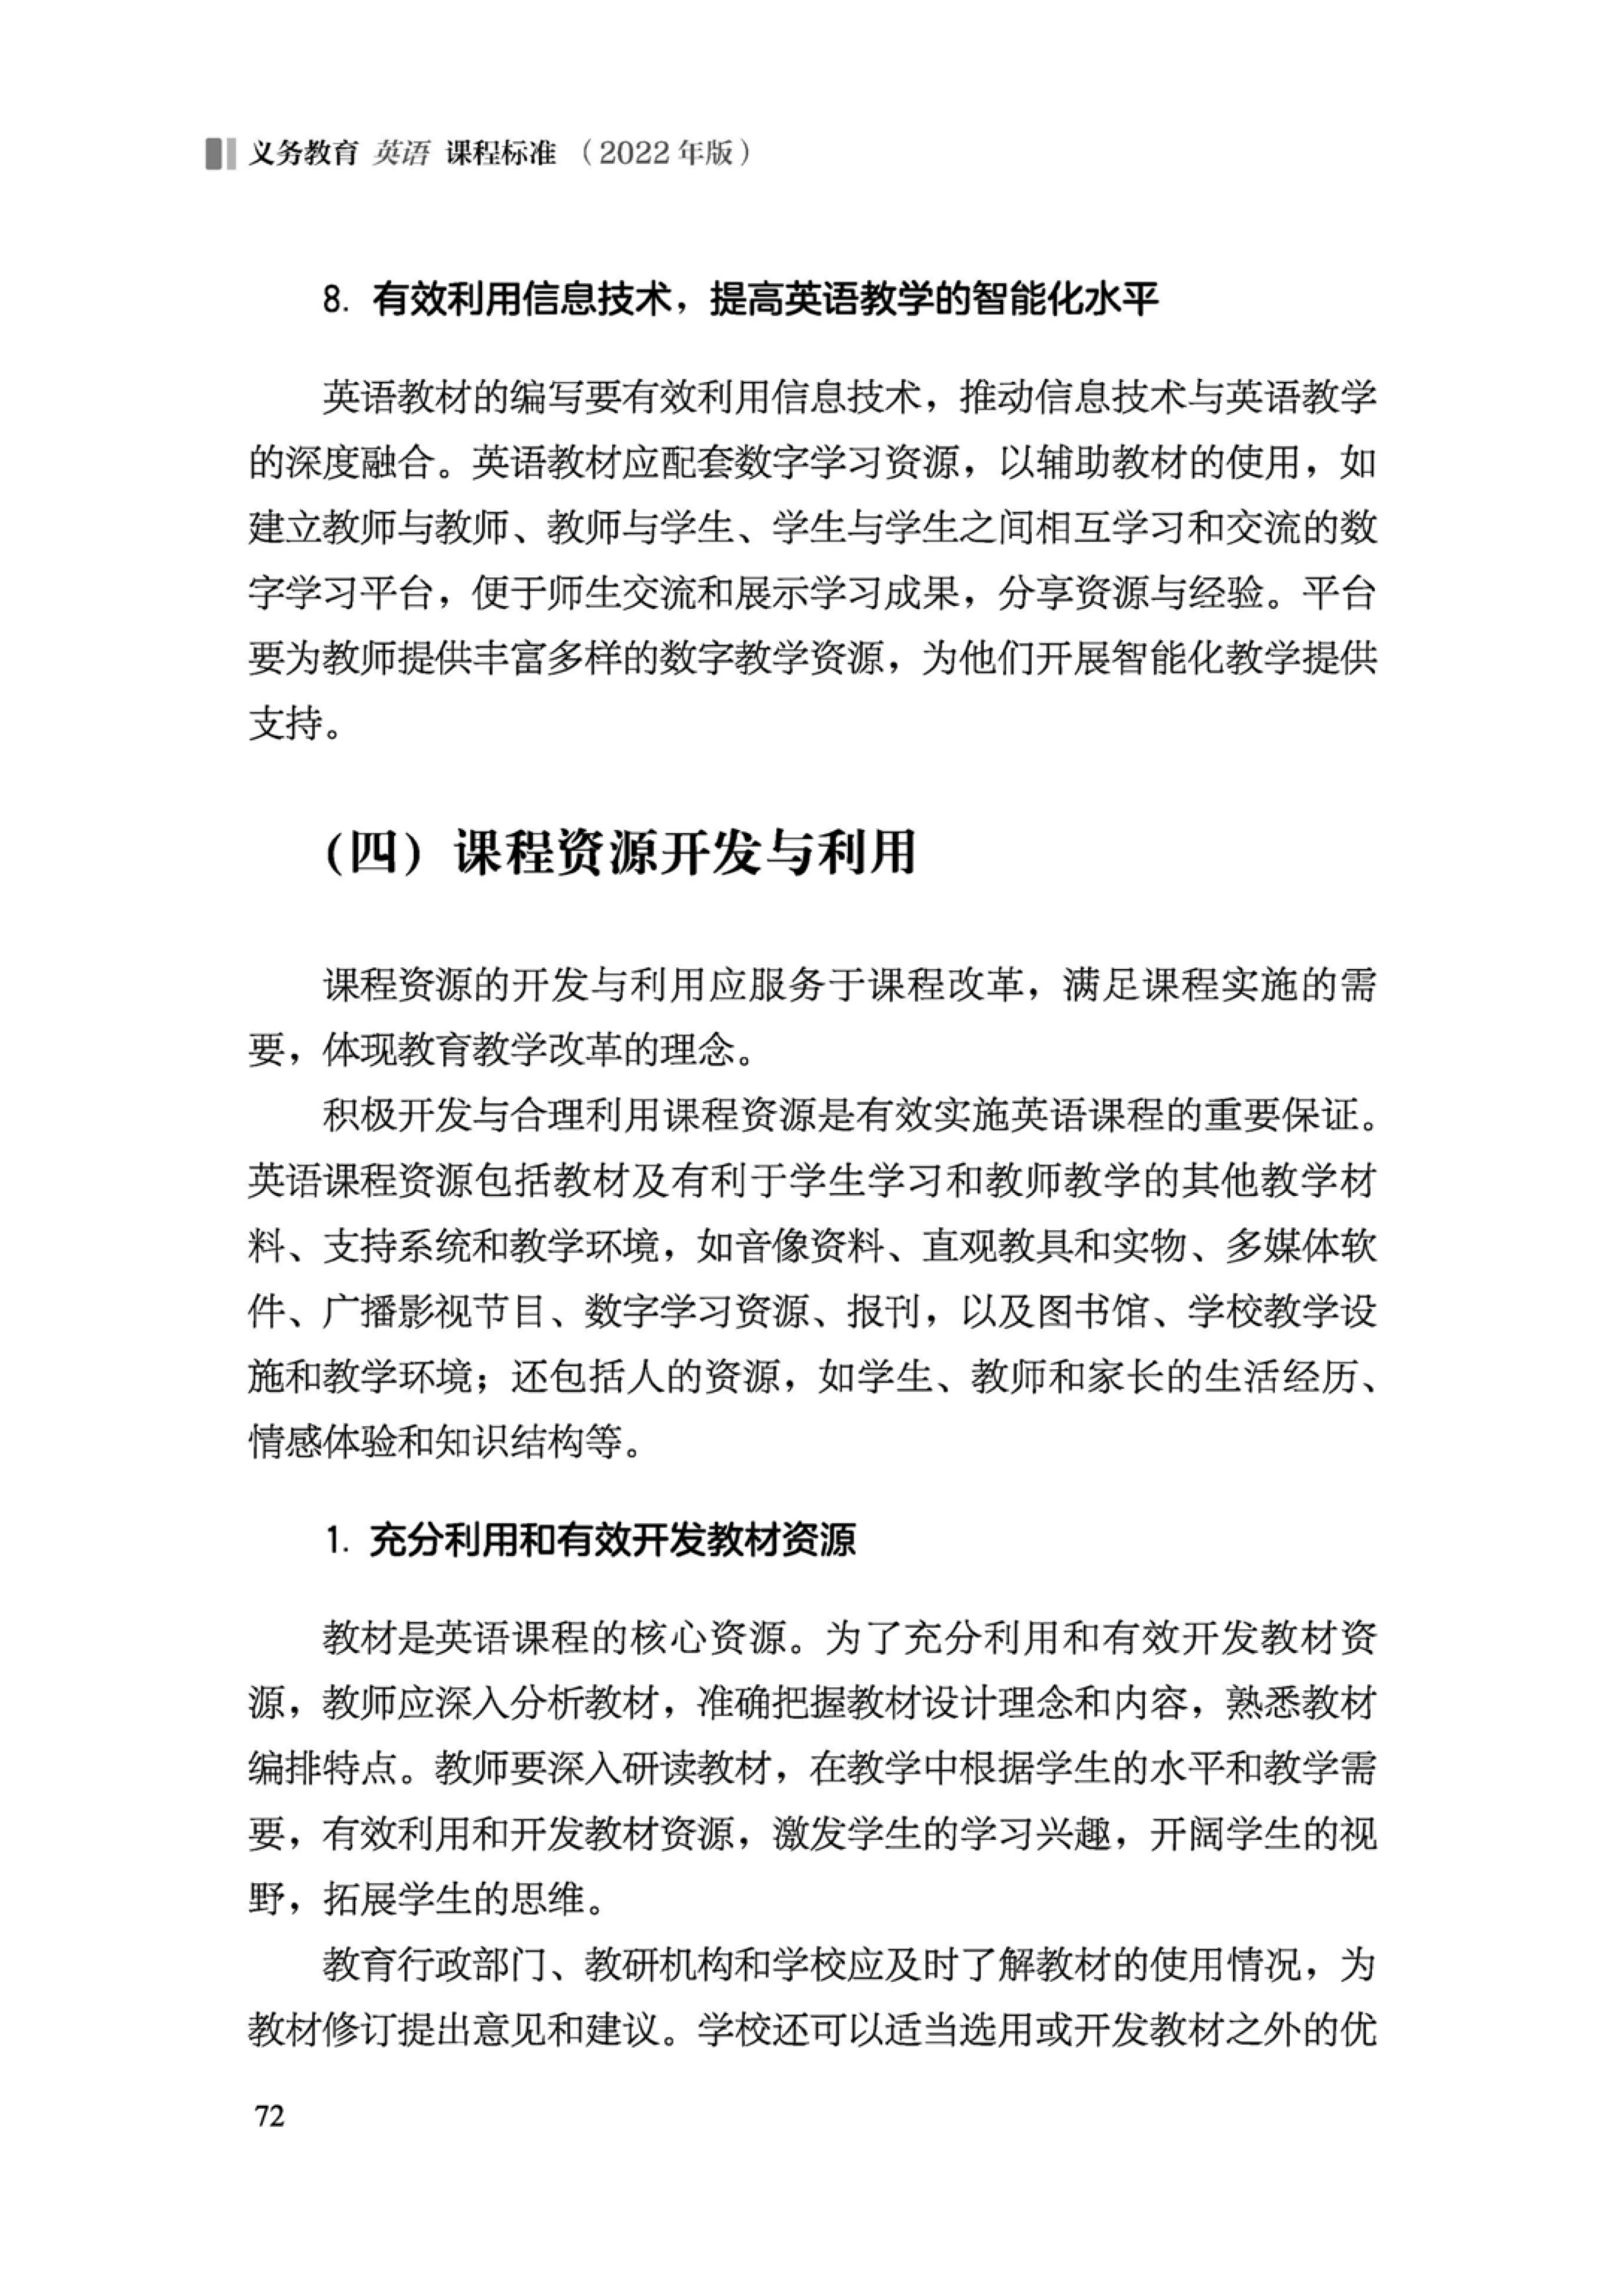 义务教育 英语 课程标准（2022年版）
8. 有效利用信息技术，提高英语教学的智能化水平
英语教材的编写要有效利用信息技术，推动信息技术与英语教学
的深度融合。英语教材应配套数字学习资源，以辅助教材的使用，如
建立教师与教师、教师与学生、学生与学生之间相互学习和交流的数
字学习平台，便于师生交流和展示学习成果，分享资源与经验。平台
要为教师提供丰富多样的数字教学资源，为他们开展智能化教学提供
支持。
（四）课程资源开发与利用
课程资源的开发与利用应服务于课程改革，满足课程实施的需
要，体现教育教学改革的理念。
积极开发与合理利用课程资源是有效实施英语课程的重要保证。
英语课程资源包括教材及有利于学生学习和教师教学的其他教学材
料、支持系统和教学环境，如音像资料、直观教具和实物、多媒体软
件、广播影视节目、数字学习资源、报刊，以及图书馆、学校教学设
施和教学环境；还包括人的资源，如学生、教师和家长的生活经历、
情感体验和知识结构等。
1. 充分利用和有效开发教材资源
教材是英语课程的核心资源。为了充分利用和有效开发教材资
源，教师应深入分析教材，准确把握教材设计理念和内容，熟悉教材
编排特点。教师要深入研读教材，在教学中根据学生的水平和教学需
要，有效利用和开发教材资源，激发学生的学习兴趣，开阔学生的视
野，拓展学生的思维。
教育行政部门、教研机构和学校应及时了解教材的使用情况，为
教材修订提出意见和建议。学校还可以适当选用或开发教材之外的优
72